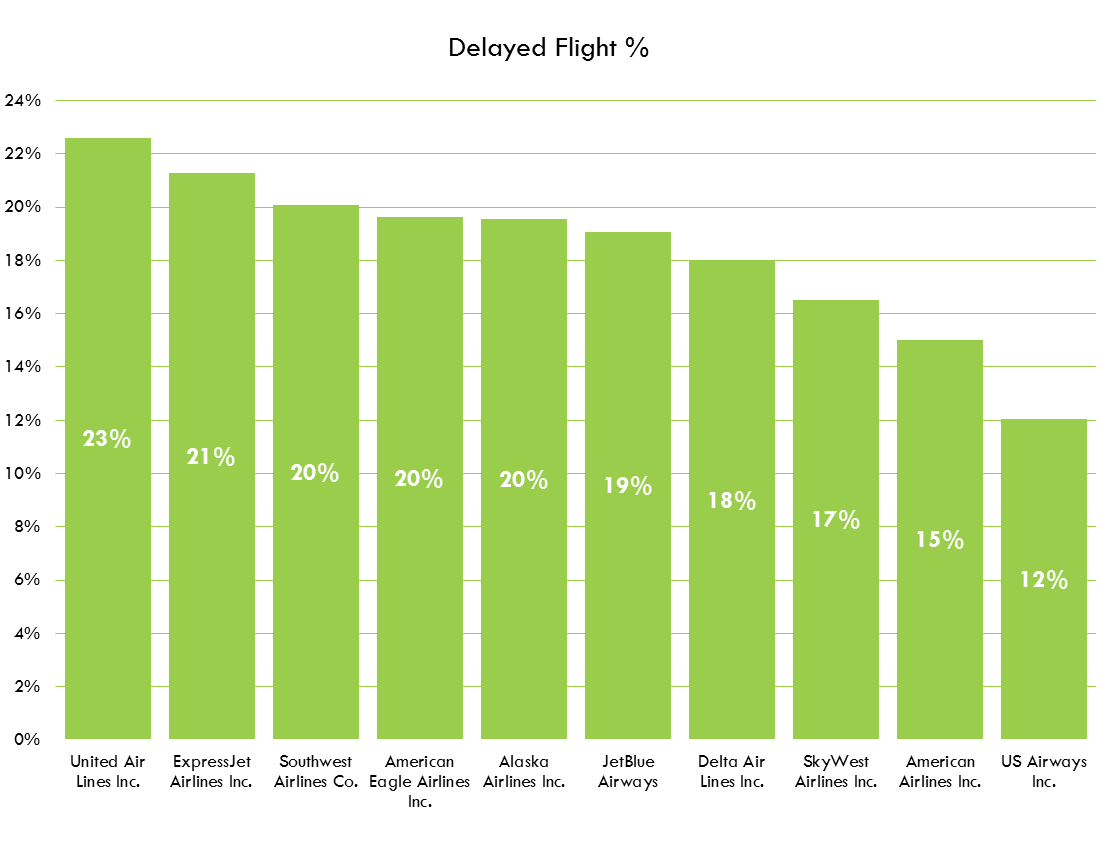 Delayed Flight %
24%
22%
20%
18%
16%
14%
12%
10%
8%
6%
4%
2%
0%
23%
21%
20%
20%
20%
19%
18%
17%
15%
12%
United Air
Lines Inc.
ExpressJet
Airlines Inc.
Southwest
Airlines Co.
American
Eagle Airlines
Inc.
Alaska
Airlines Inc.
JetBlue
Airways
Delta Air
Lines Inc.
SkyWest
Airlines Inc.
American
Airlines Inc.
US Airways
Inc.